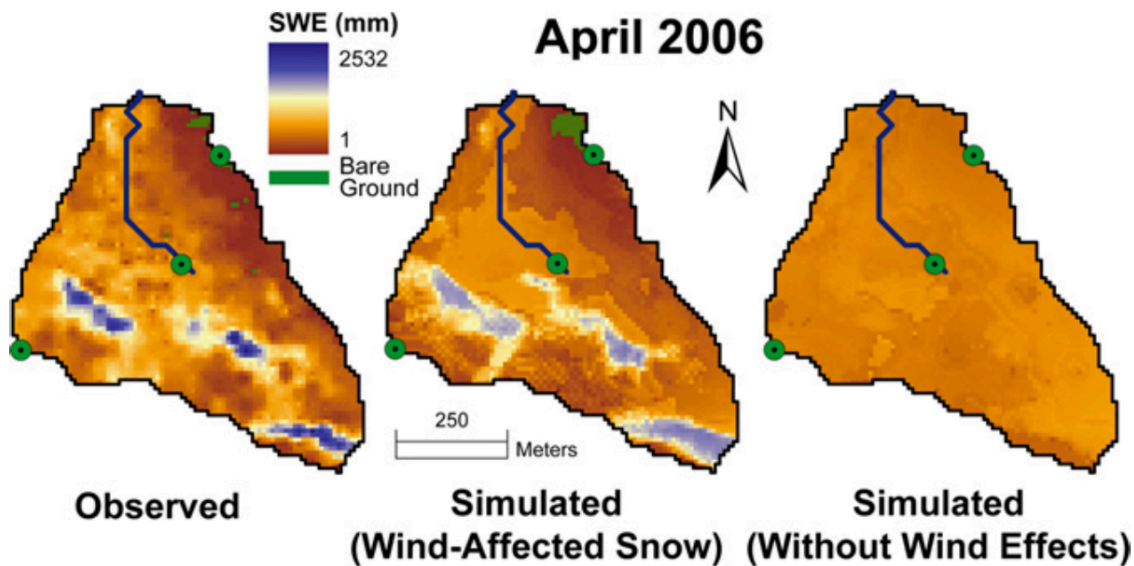 April 2006
SWE (mm)
2532
1
Bare
Ground
N
250
Meters
Observed
Simulated
(Wind-Affected Snow)
Simulated
(Without Wind Effects)